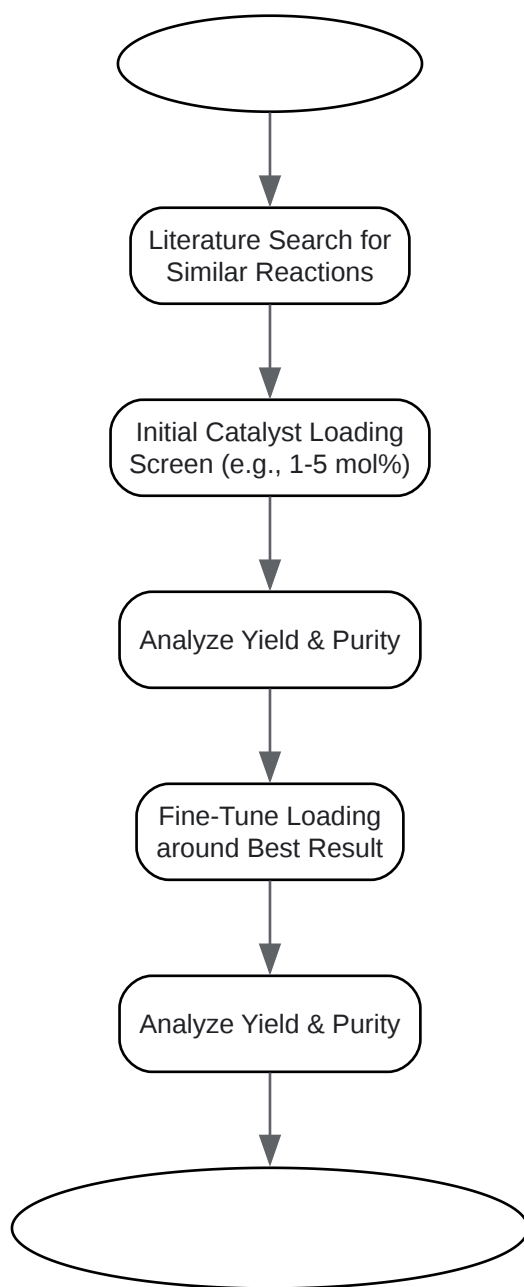 Literature Search for
Similar Reactions
Initial Catalyst Loading
Screen (e.g., 1-5 mol%)
Analyze Yield & Purity
Fine-Tune Loading
around Best Result
Analyze Yield & Purity